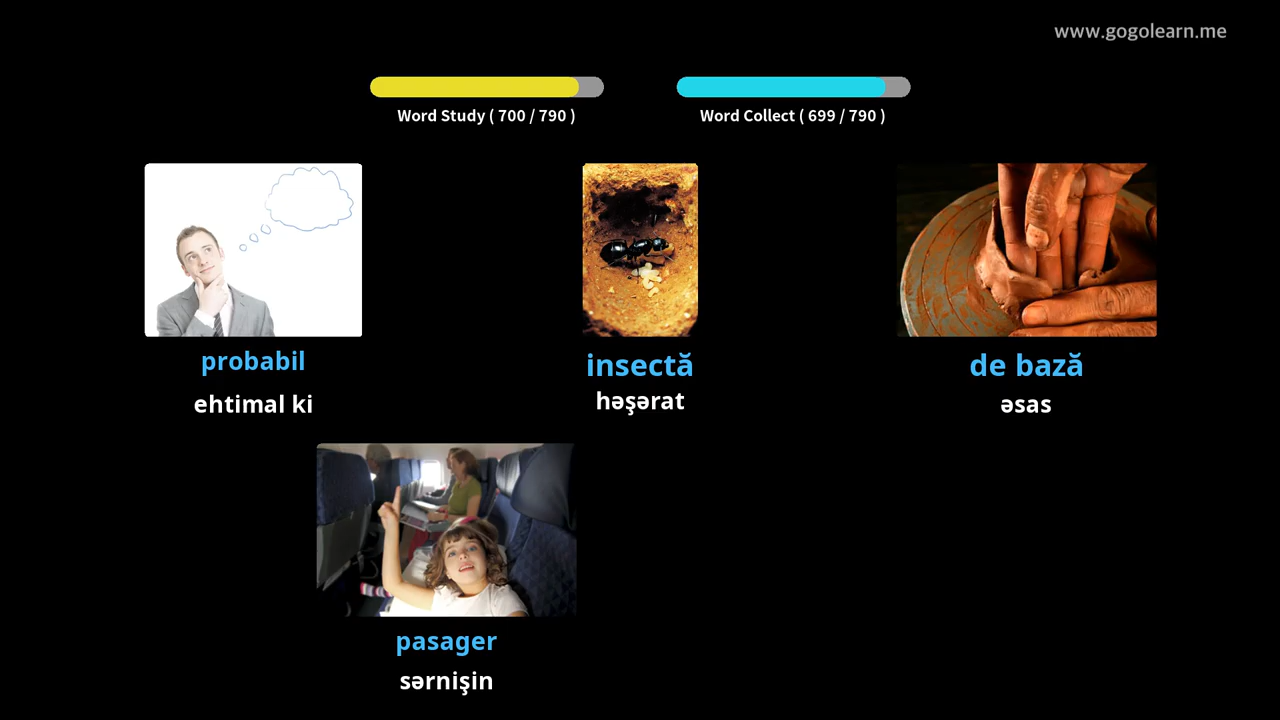 www.gogolearn.me
Word Study ( 700 / 790 )
Word Collect ( 699 / 790 )
probabil
ehtimal ki
insectă
həşərat
de bază
əsas
pasager
sərnişin